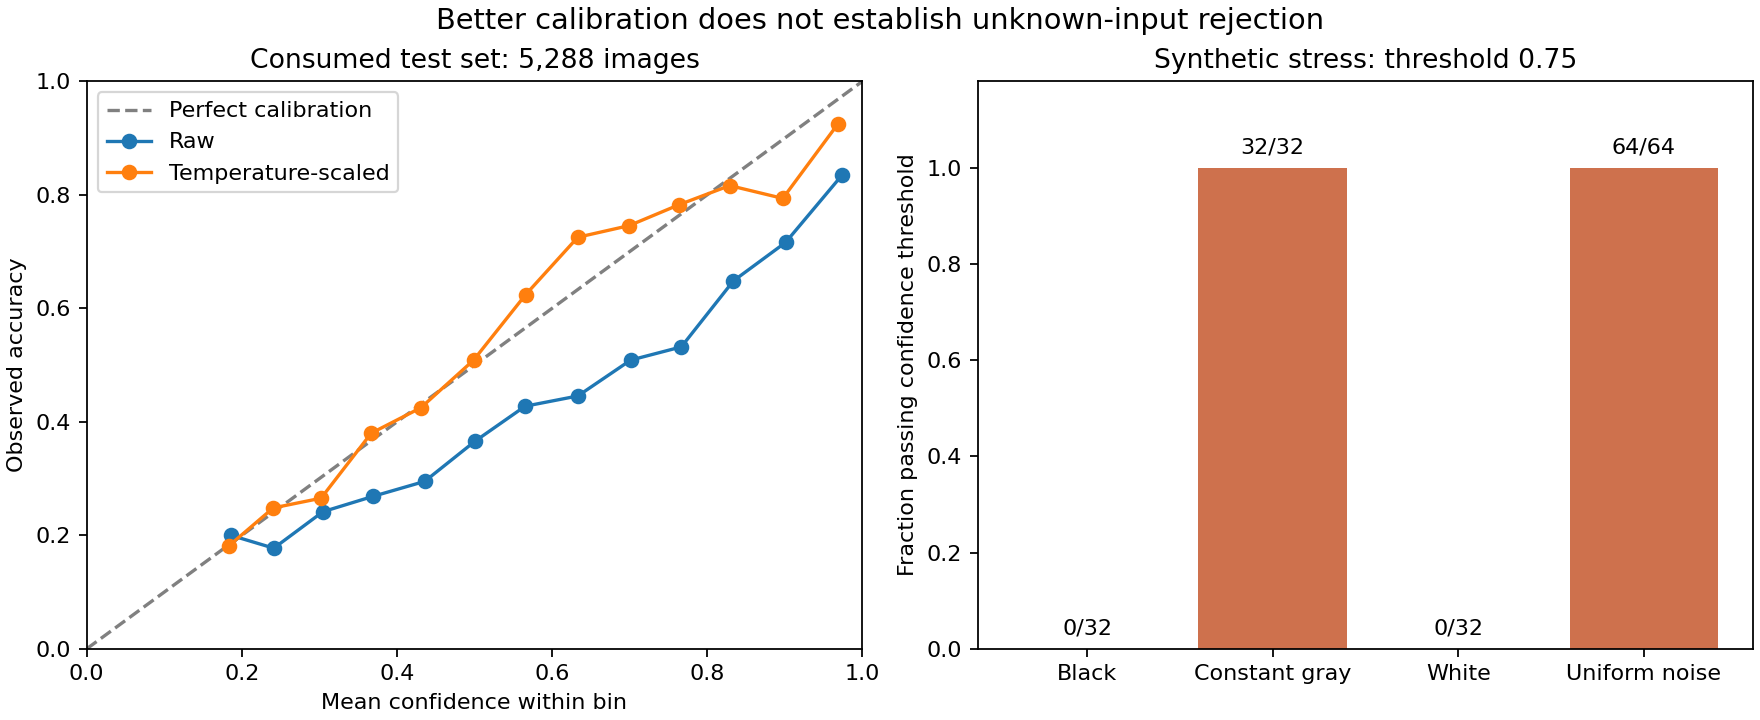 Better calibration does not establish unknown-input rejection
Consumed test set: 5,288 images
Perfect calibration
Raw
Temperature-scaled
Observed accuracy
1.0
0.8
0.6
0.4
0.2
0.0
0.0 0.2 0.4 0.6 0.8 1.0
Mean confidence within bin
Synthetic stress: threshold 0.75
Fraction passing confidence threshold
1.0
0.8
0.6
0.4
0.2
0.0
0/32 32/32 0/32 64/64
Black Constant gray White Uniform noise